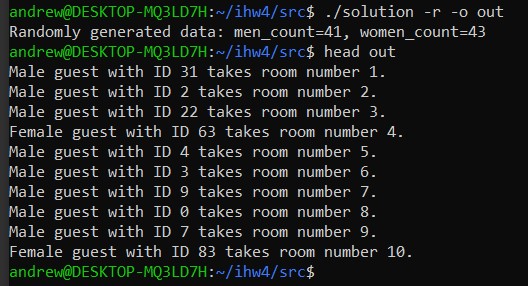 andrew@DESKTOP-MQ3LD7H:~/ihw4/src$ ./solution -r -o out
Randomly generated data: men_count=41, women_count=43
andrew@DESKTOP-MQ3LD7H:~/ihw4/src$ head out
Male guest with ID 31 takes room number 1.
Male guest with ID 2 takes room number 2.
Male guest with ID 22 takes room number 3.
Female guest with ID 63 takes room number 4.
Male guest with ID 4 takes room number 5.
Male guest with ID 3 takes room number 6.
Male guest with ID 9 takes room number 7.
Male guest with ID 0 takes room number 8.
Male guest with ID 7 takes room number 9.
Female guest with ID 83 takes room number 10.
andrew@DESKTOP-MQ3LD7H:~/ihw4/src$